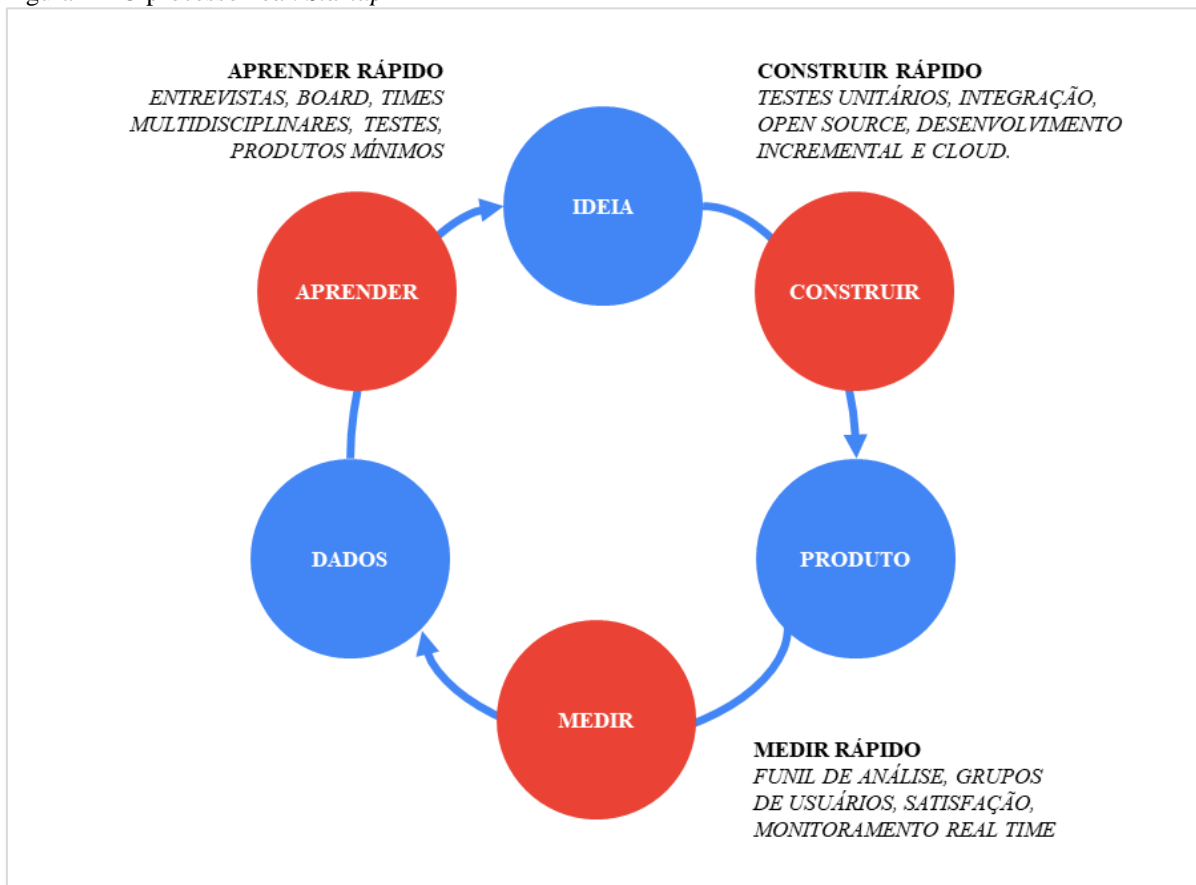 APRENDER RÁPIDO
ENTREVISTAS, BOARD, TIMES
MULTIDISCIPLINARES, TESTES,
PRODUTOS MÍNIMOS
CONSTRUIR RÁPIDO
TESTES UNITÁRIOS, INTEGRAÇÃO,
OPEN SOURCE, DESENVOLVIMENTO
INCREMENTAL E CLOUD.
IDEIA
APRENDER
CONSTRUIR
DADOS
PRODUTO
MEDIR
MEDIR RÁPIDO
FUNIL DE ANÁLISE, GRUPOS
DE USUÁRIOS, SATISFAÇÃO,
MONITORAMENTO REAL TIME